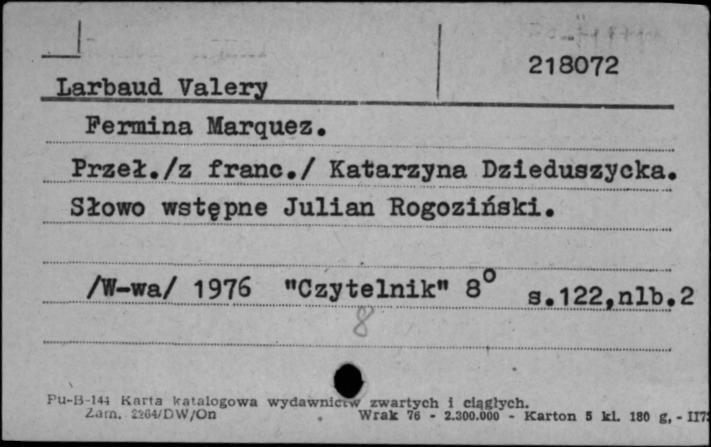 218072
Larbaud Valery
Fermina Marquez.
Przeł./z franc./ Katarzyna Dzieduszycka.
Słowo wstępne Julian Rogoziński.
/W-wa/ 1976 "Czytelnik" 8° s.122,nlb.2
8
Pu-B-144 Karta katalogowa wydawnictw zwartych i ciągłych.
Zam. 2264/DW/On Wrak 76 - 2.300.000 - Karton 5 kl. 180 g, -